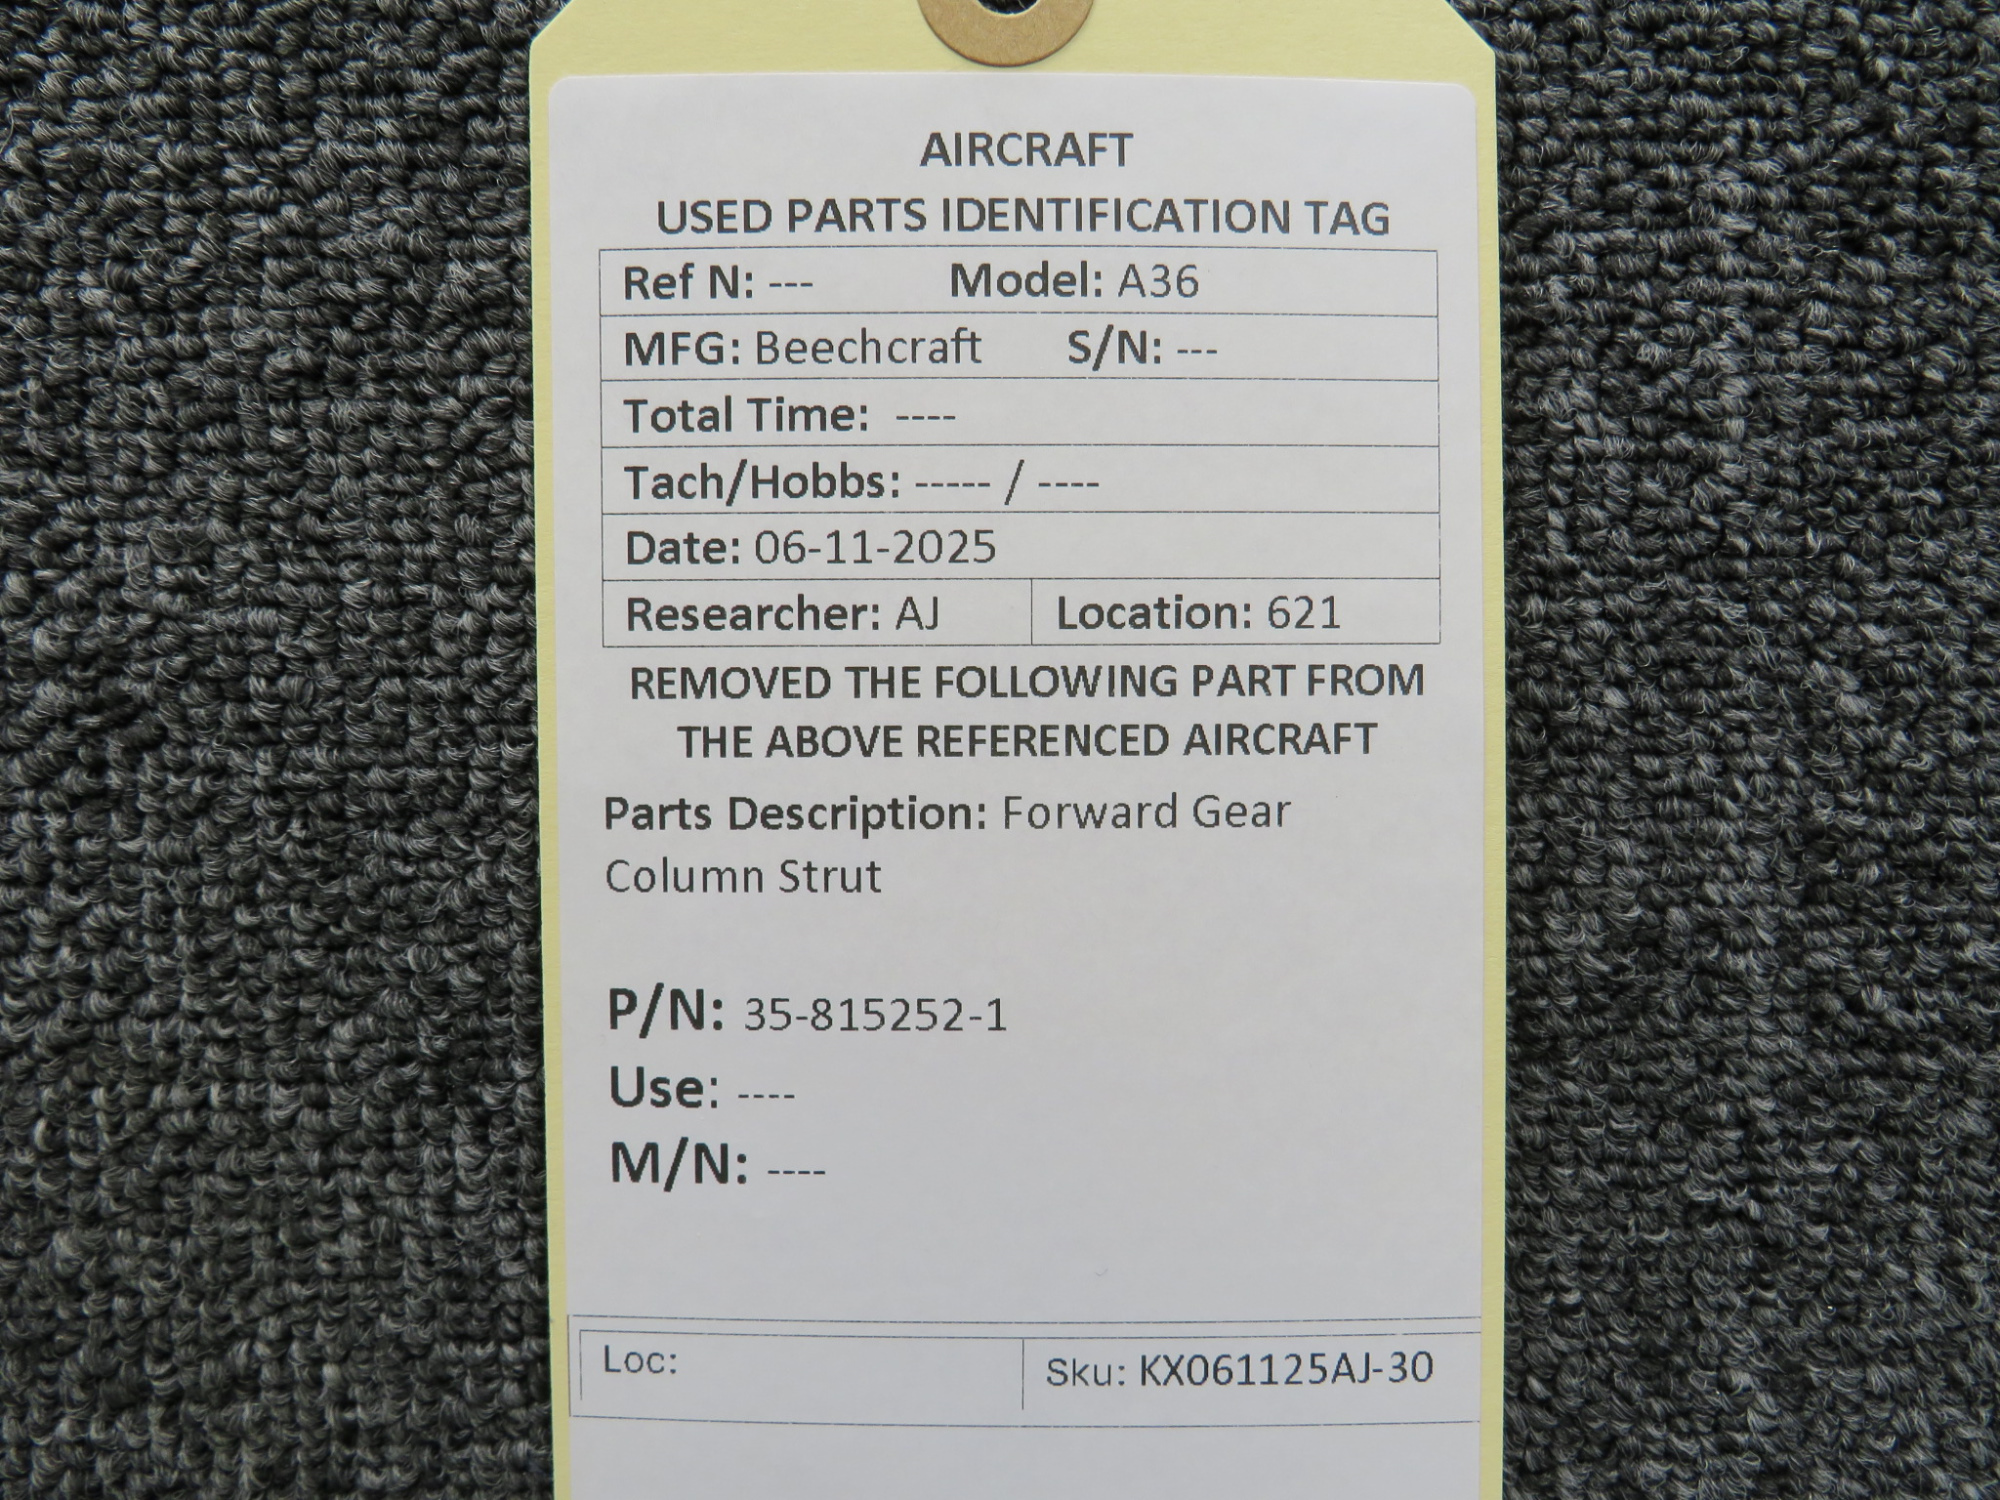 AIRCRAFT
USED PARTS IDENTIFICATION TAG
Ref N: --- Model: A36
MFG: Beechcraft S/N: ---
Total Time: ----
Tach/Hobbs: ----- / ----
Date: 06-11-2025
Researcher: AJ Location: 621
REMOVED THE FOLLOWING PART FROM
THE ABOVE REFERENCED AIRCRAFT
Parts Description: Forward Gear
Column Strut
P/N: 35-815252-1
Use: ----
M/N: ----
Loc: Sku: KX061125AJ-30